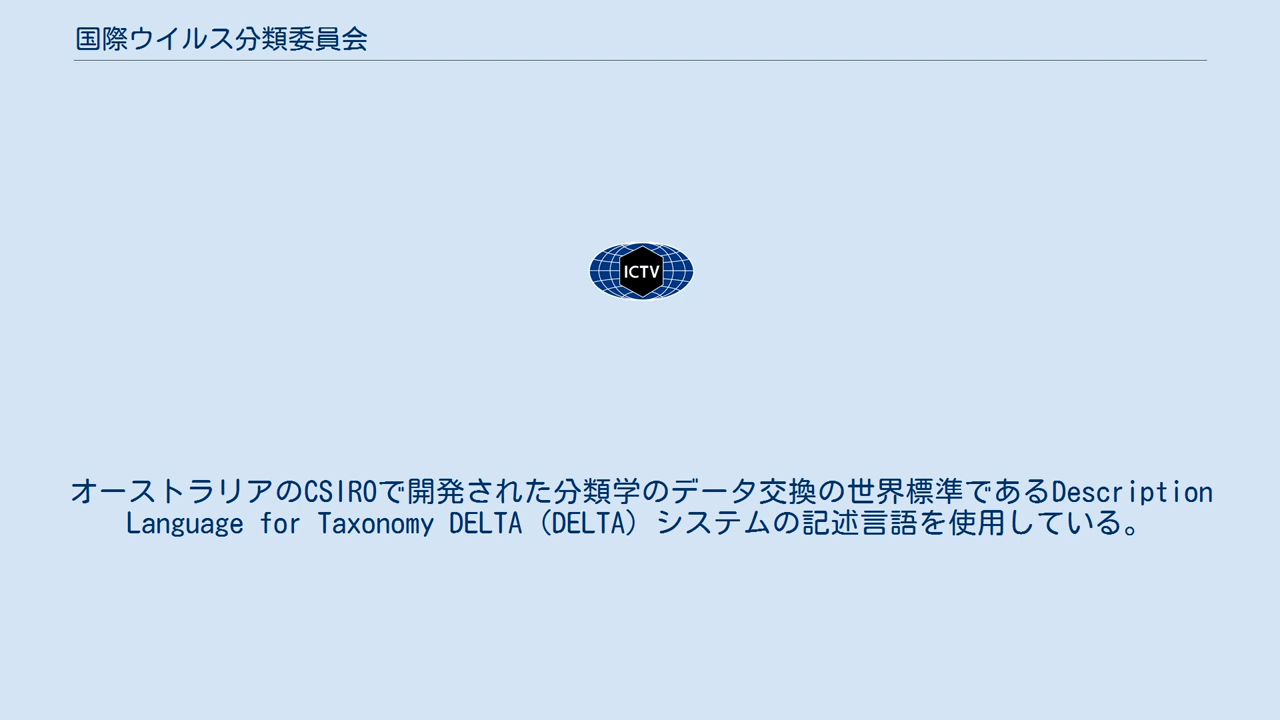 国際ウイルス分類委員会
ICTV
オーストラリアのCSIROで開発された分類学のデータ交換の世界標準であるDescription
Language for Taxonomy DELTA（DELTA）システムの記述言語を使用している。